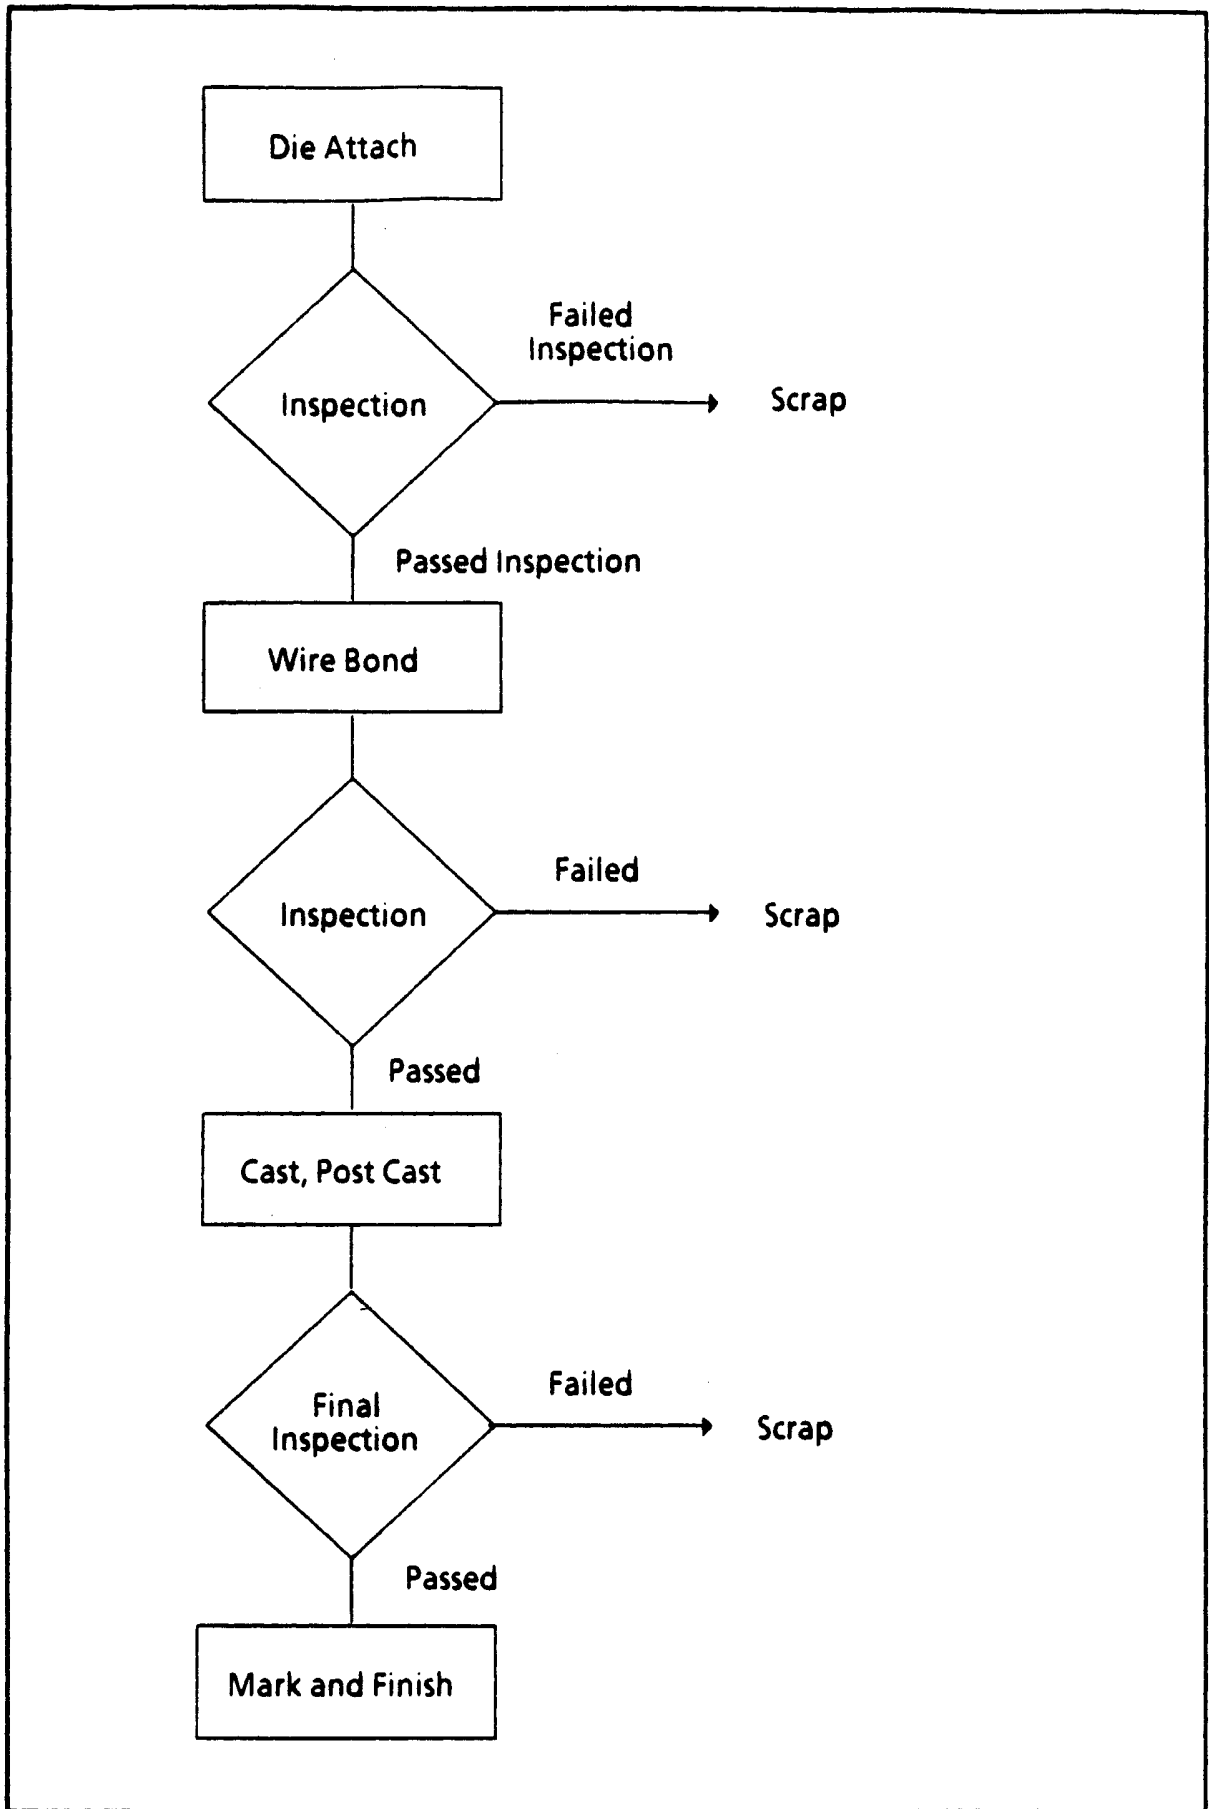 Die Attach
Failed
Inspection
Inspection
Scrap
Passed Inspection
Wire Bond
Failed
Inspection
Scrap
Passed
Cast, Post Cast
Failed
Final
Inspection
Scrap
Passed
Mark and Finish